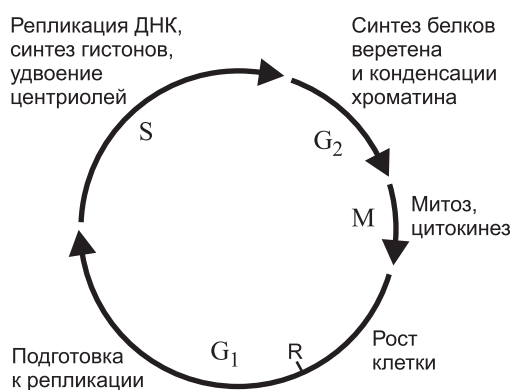 Репликация ДНК,
синтез гистонов,
удвоение
центриолей
Синтез белков
веретена
и конденсации
хроматина
S
G2
M
Митоз,
цитокинез
Рост
клетки
R
G1
Подготовка
к репликации